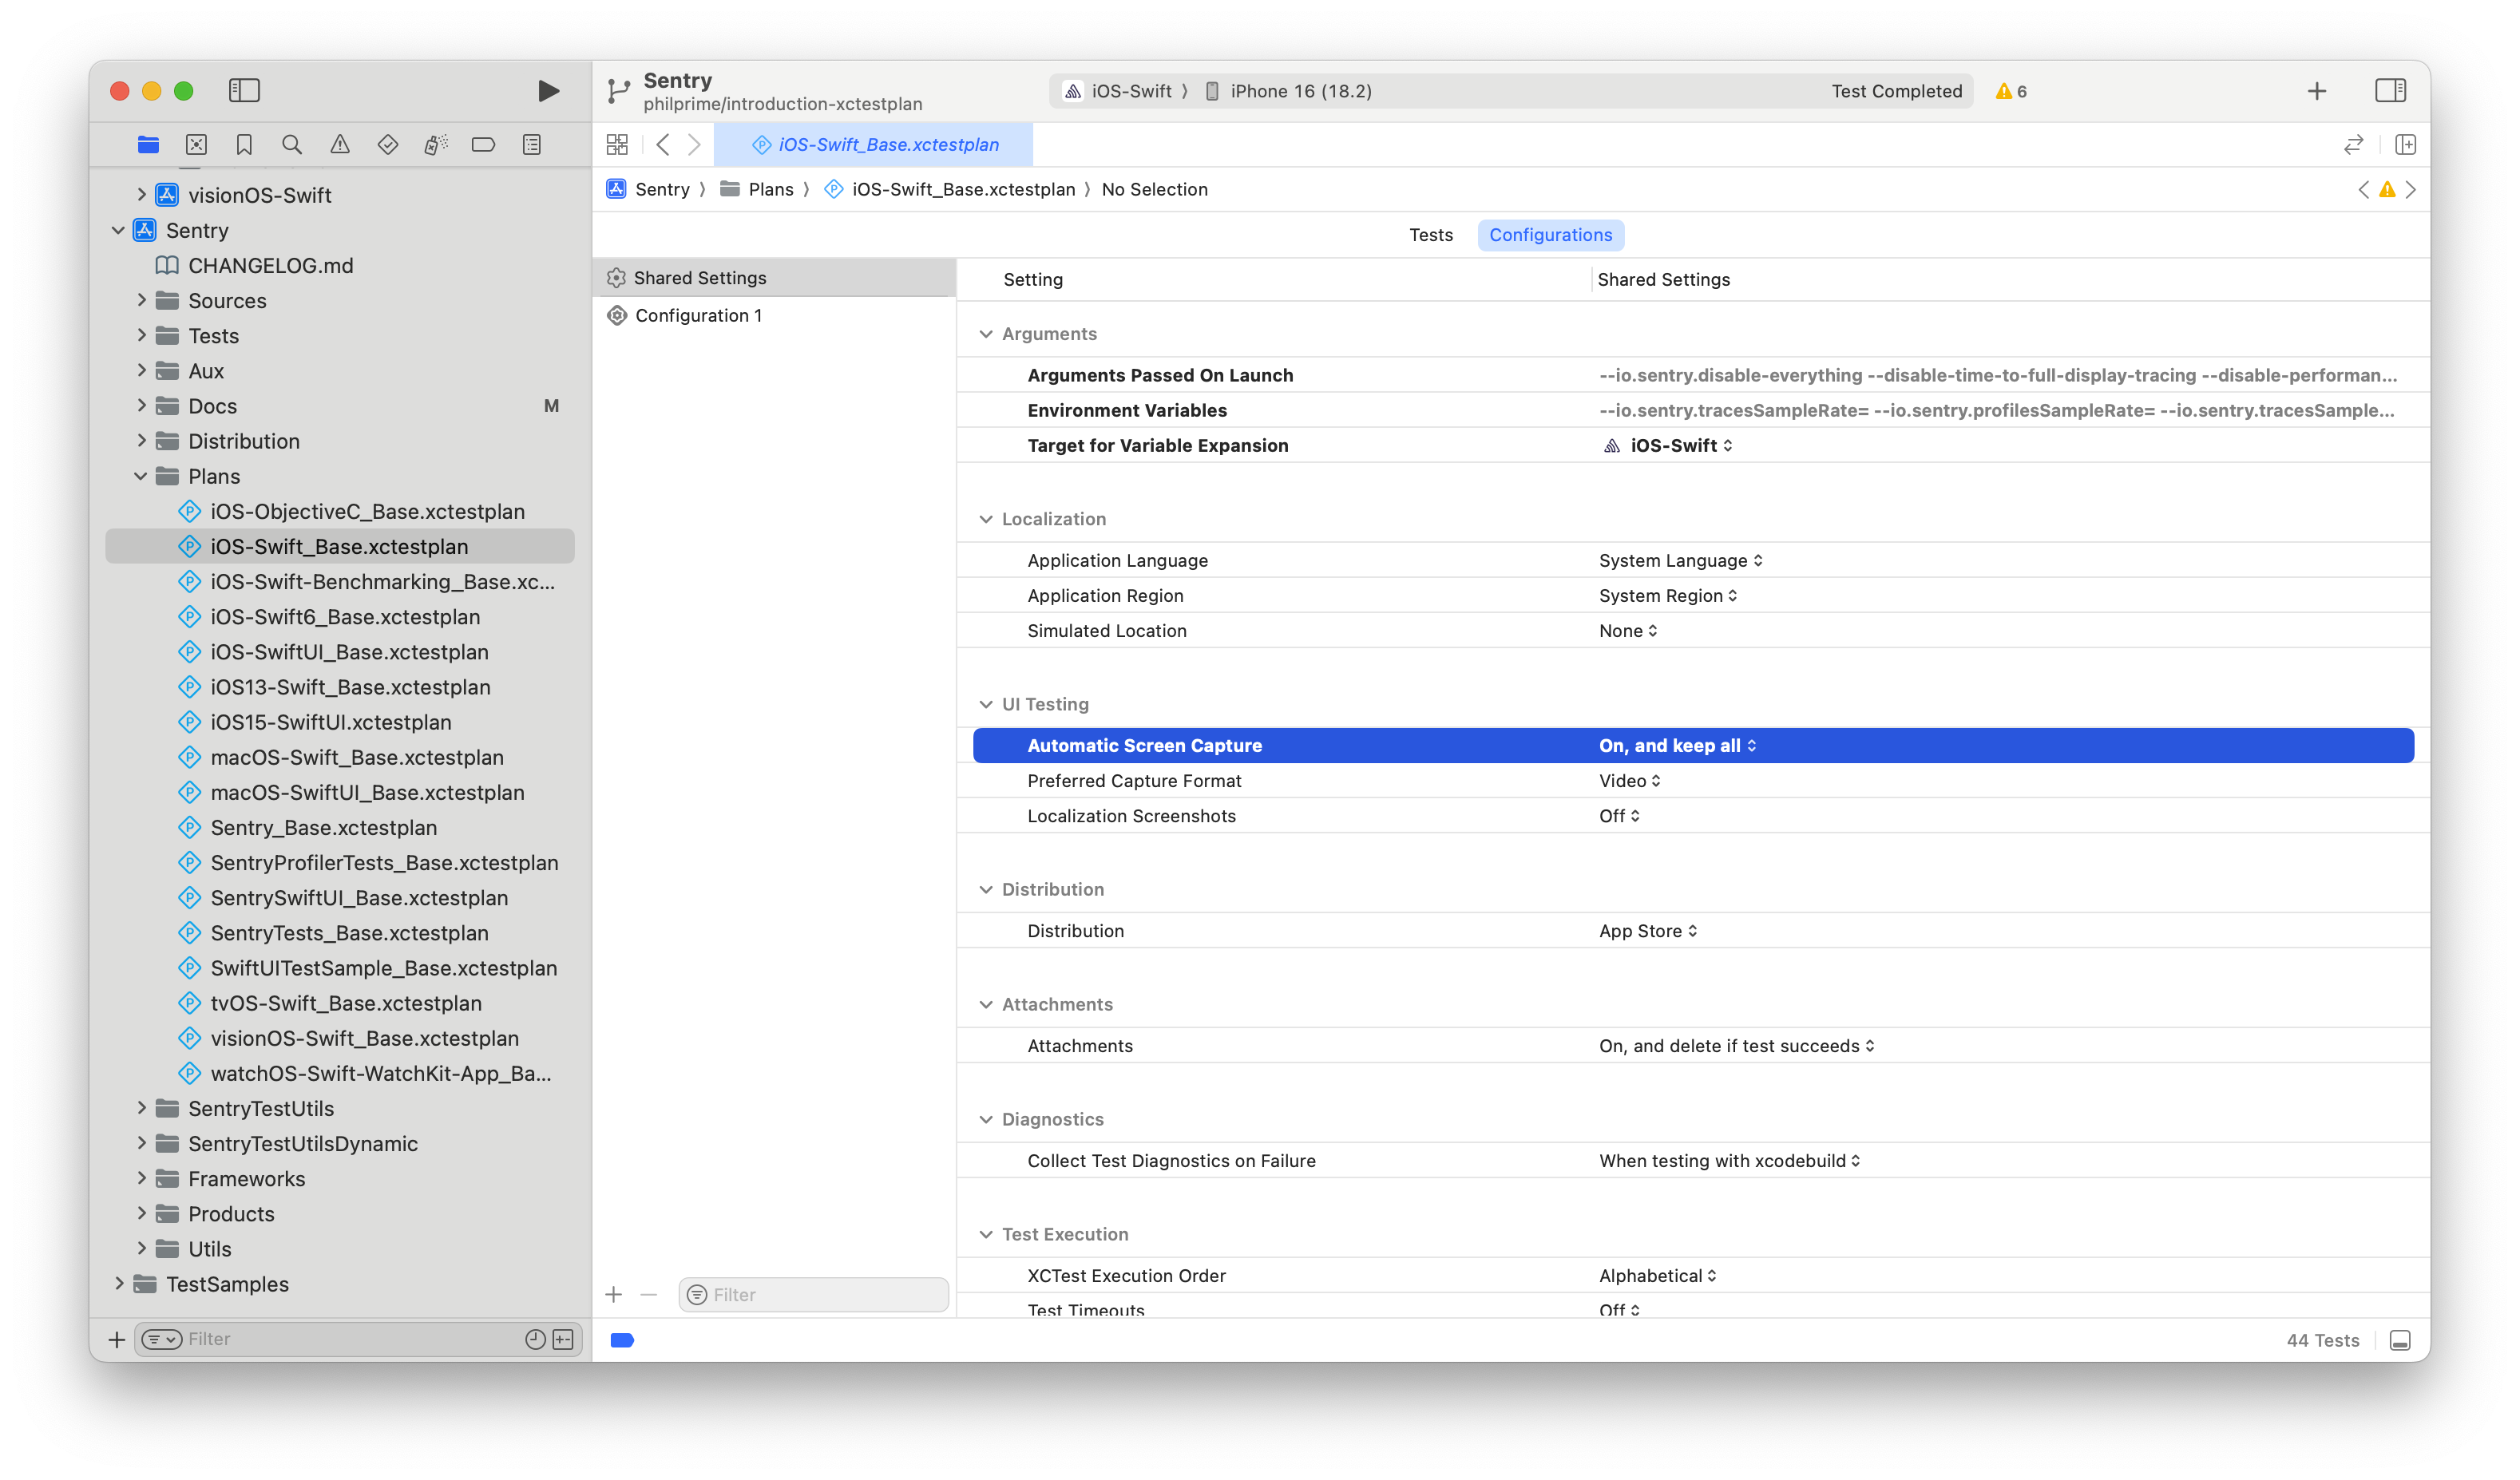 Sentry
philprime/introduction-xctestplan
iOS-Swift 〉 iPhone 16 (18.2)
Test Completed
6
iOS-Swift_Base.xctestplan
Sentry 〉 Plans 〉 iOS-Swift_Base.xctestplan 〉 No Selection
visionOS-Swift
Sentry
CHANGELOG.md
Sources
Tests
Aux
Docs M
Distribution
Plans
iOS-ObjectiveC_Base.xctestplan
iOS-Swift_Base.xctestplan
iOS-Swift-Benchmarking_Base.xc...
iOS-Swift6_Base.xctestplan
iOS-SwiftUI_Base.xctestplan
iOS13-Swift_Base.xctestplan
iOS15-SwiftUI.xctestplan
macOS-Swift_Base.xctestplan
macOS-SwiftUI_Base.xctestplan
Sentry_Base.xctestplan
SentryProfilerTests_Base.xctestplan
SentrySwiftUI_Base.xctestplan
SentryTests_Base.xctestplan
SwiftUITestSample_Base.xctestplan
tvOS-Swift_Base.xctestplan
visionOS-Swift_Base.xctestplan
watchOS-Swift-WatchKit-App_Ba...
SentryTestUtils
SentryTestUtilsDynamic
Frameworks
Products
Utils
TestSamples
Filter
Tests Configurations
Shared Settings
Configuration 1
Filter
Setting Shared Settings
Arguments
Arguments Passed On Launch --io.sentry.disable-everything --disable-time-to-full-display-tracing --disable-performan...
Environment Variables --io.sentry.tracesSampleRate= --io.sentry.profilesSampleRate= --io.sentry.tracesSample...
Target for Variable Expansion iOS-Swift
Localization
Application Language System Language
Application Region System Region
Simulated Location None
UI Testing
Automatic Screen Capture On, and keep all
Preferred Capture Format Video
Localization Screenshots Off
Distribution
Distribution App Store
Attachments
Attachments On, and delete if test succeeds
Diagnostics
Collect Test Diagnostics on Failure When testing with xcodebuild
Test Execution
XCTest Execution Order Alphabetical
Test Timeouts Off
44 Tests